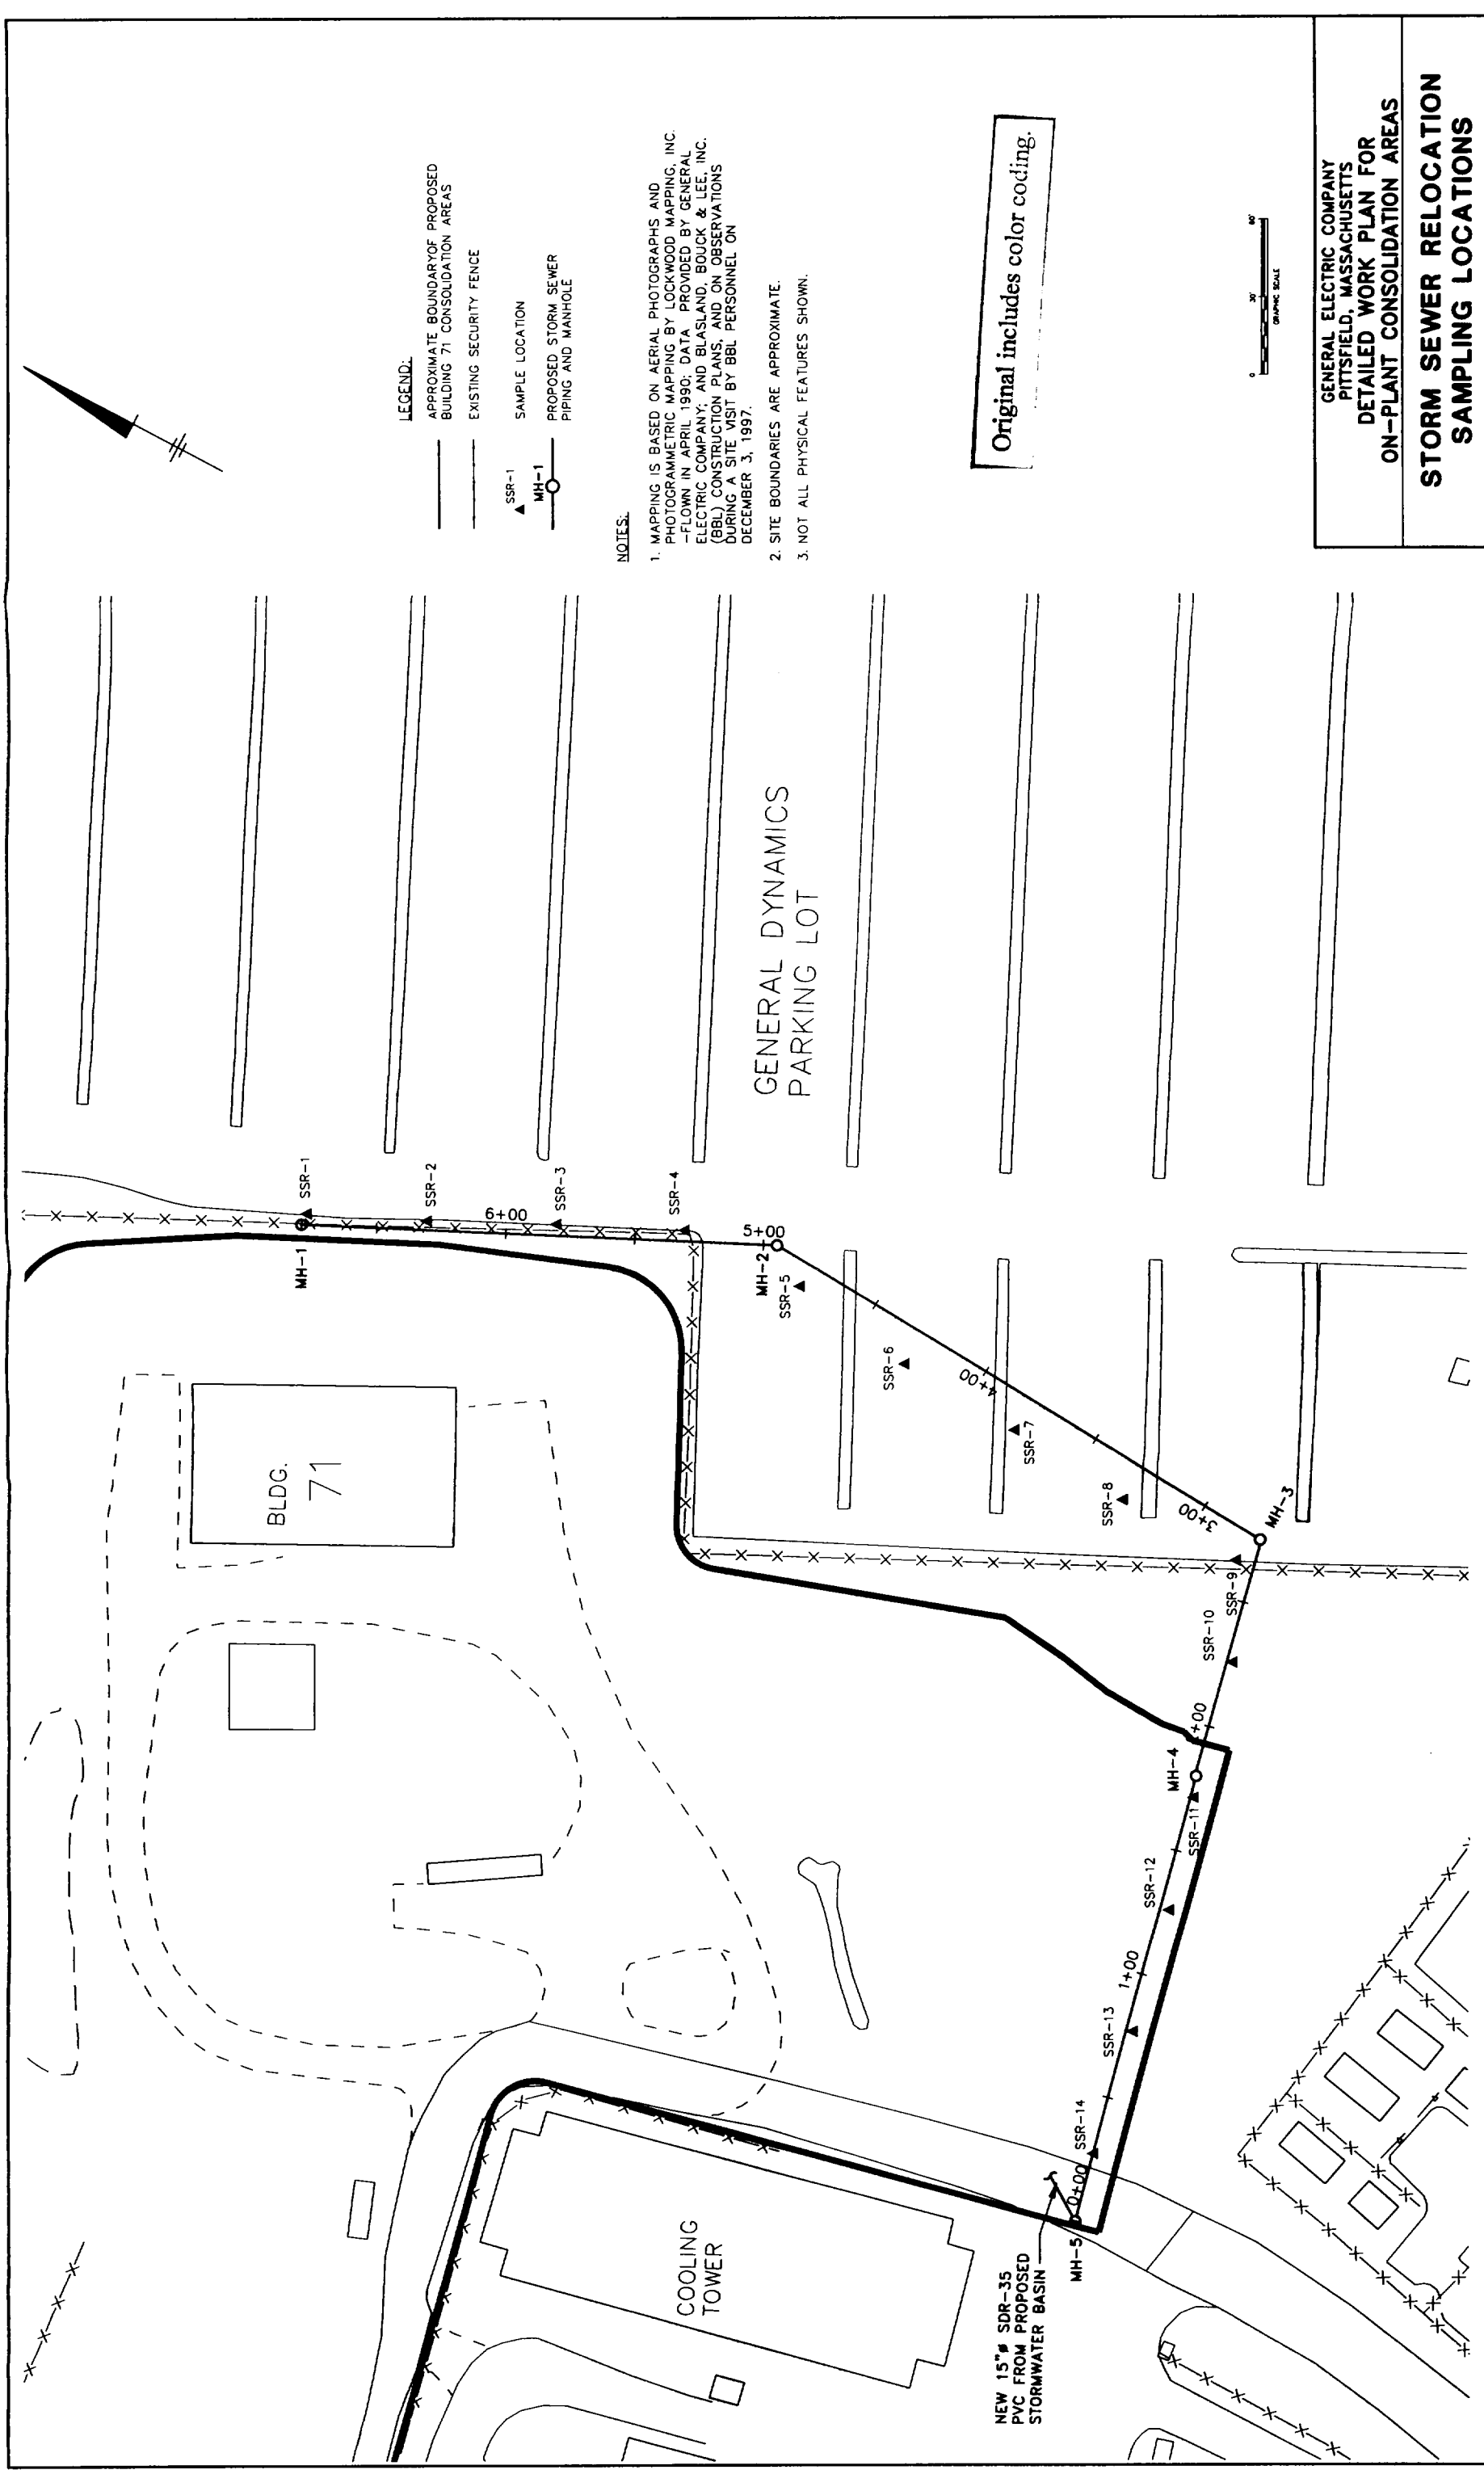 LEGEND:
APPROXIMATE BOUNDARYOF PROPOSED
BUILDING 71 CONSOLIDATION AREAS
EXISTING SECURITY FENCE
SSR-1
SAMPLE LOCATION
MH-1
PROPOSED STORM SEWER
PIPING AND MANHOLE
NOTES:
1. MAPPING IS BASED ON AERIAL PHOTOGRAPHS AND
PHOTOGRAMMETRIC MAPPING BY LOCKWOOD MAPPING, INC.
-FLOWN IN APRIL 1990; DATA PROVIDED BY GENERAL
ELECTRIC COMPANY; AND BLASLAND, BOUCK & LEE, INC.
(BBL) CONSTRUCTION PLANS, AND ON OBSERVATIONS
DURING A SITE VISIT BY BBL PERSONNEL ON
DECEMBER 3, 1997.
2. SITE BOUNDARIES ARE APPROXIMATE.
3. NOT ALL PHYSICAL FEATURES SHOWN.
Original includes color coding.
0 30' 60'
GRAPHIC SCALE
GENERAL ELECTRIC COMPANY
PITTSFIELD, MASSACHUSETTS
DETAILED WORK PLAN FOR
ON-PLANT CONSOLIDATION AREAS
STORM SEWER RELOCATION
SAMPLING LOCATIONS
GENERAL DYNAMICS
PARKING LOT
BLDG.
71
COOLING
TOWER
NEW 15"ø SDR-35
PVC FROM PROPOSED
STORMWATER BASIN
MH-1
SSR-1
SSR-2
6+00
SSR-3
SSR-4
5+00
MH-2
SSR-5
SSR-6
4+00
SSR-7
SSR-8
3+00
MH-3
SSR-9
SSR-10
+00
MH-4
SSR-11
SSR-12
1+00
SSR-13
SSR-14
0+00
MH-5